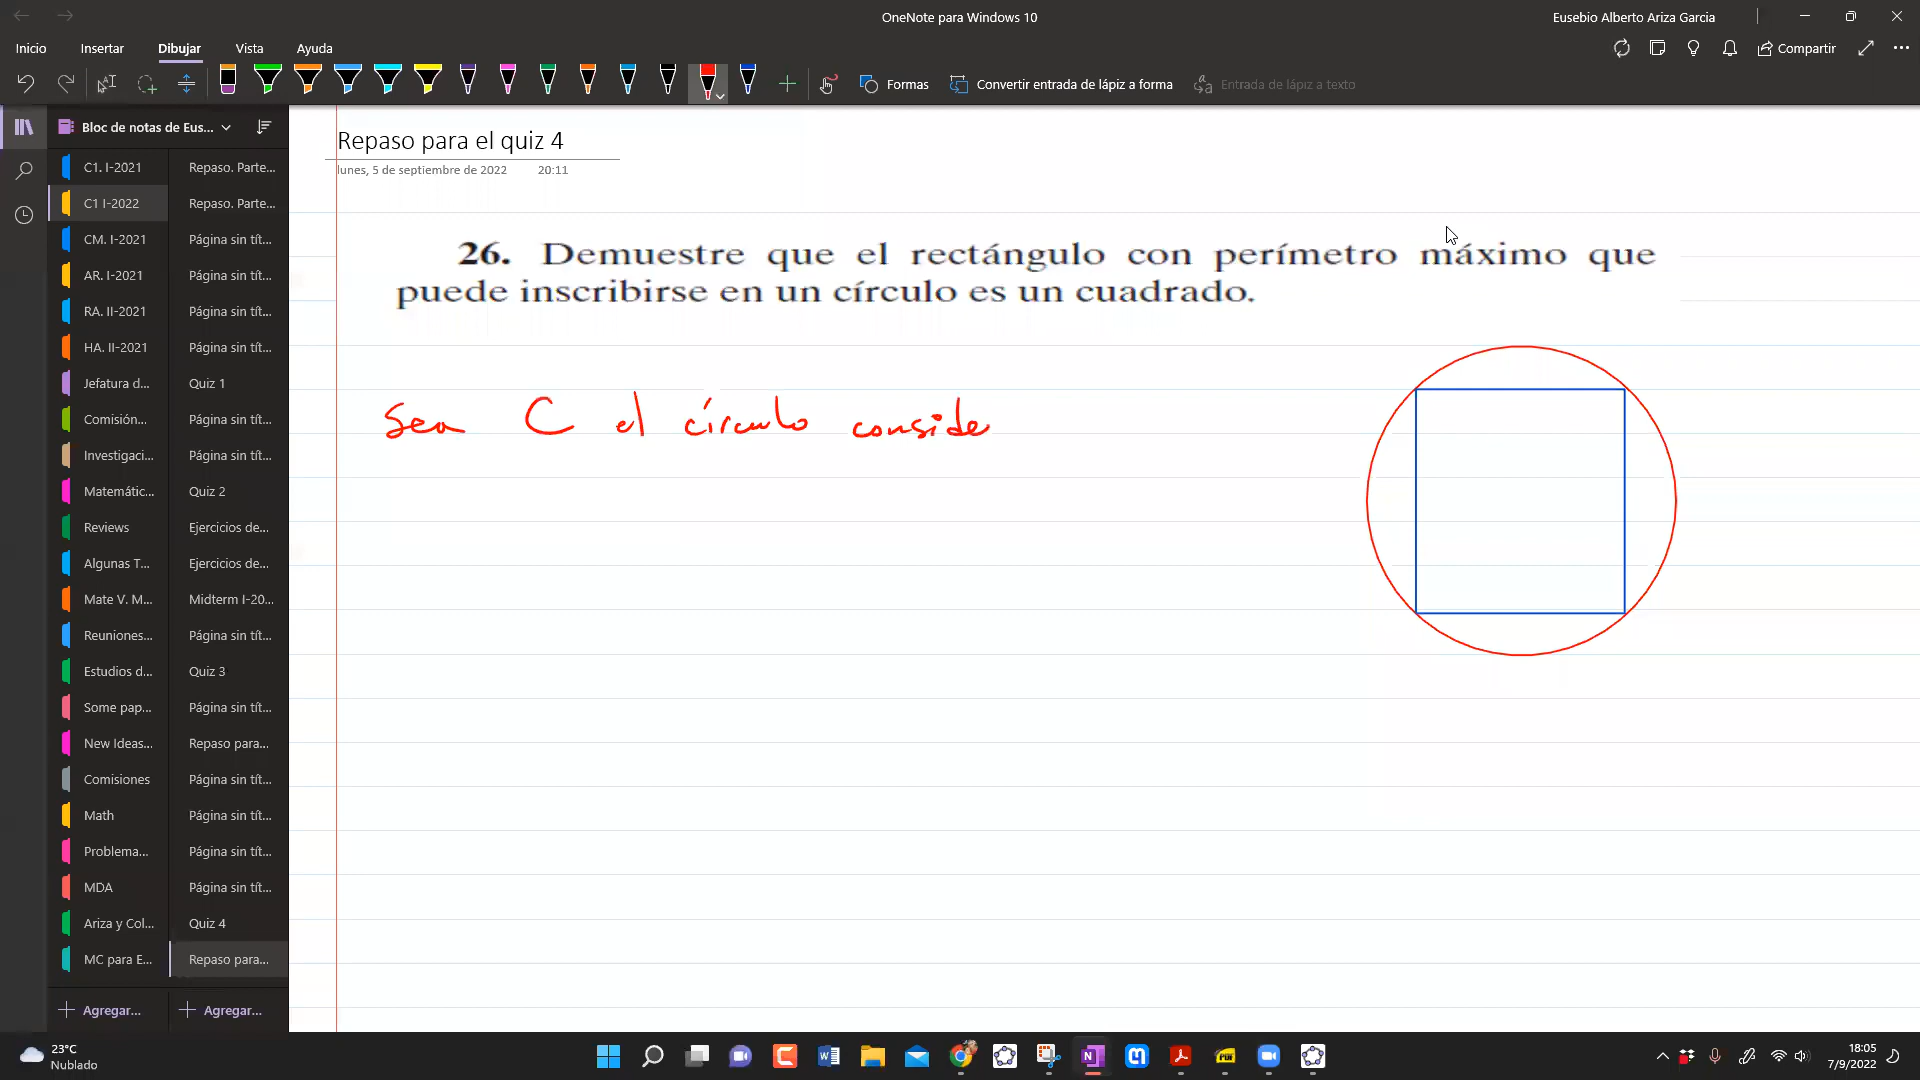 OneNote para Windows 10
Eusebio Alberto Ariza Garcia
Inicio
Insertar
Dibujar
Vista
Ayuda
Compartir
Formas
Convertir entrada de lápiz a forma
Entrada de lápiz a texto
Bloc de notas de Eus...
C1. I-2021
C1 I-2022
CM. I-2021
AR. I-2021
RA. II-2021
HA. II-2021
Jefatura d...
Comisión...
Investigaci...
Matemátic...
Reviews
Algunas T...
Mate V. M...
Reuniones...
Estudios d...
Some pap...
New Ideas...
Comisiones
Math
Problema...
MDA
Ariza y Col...
MC para E...
Agregar...
Repaso. Parte...
Repaso. Parte...
Página sin tít...
Página sin tít...
Página sin tít...
Página sin tít...
Quiz 1
Página sin tít...
Página sin tít...
Quiz 2
Ejercicios de...
Ejercicios de...
Midterm I-20...
Página sin tít...
Quiz 3
Página sin tít...
Repaso para...
Página sin tít...
Página sin tít...
Página sin tít...
Página sin tít...
Quiz 4
Repaso para...
Agregar...
Repaso para el quiz 4
lunes, 5 de septiembre de 2022 20:11
26. Demuestre que el rectángulo con perímetro máximo que
puede inscribirse en un círculo es un cuadrado.
Sea C el círculo conside
23°C
Nublado
18:05
7/9/2022